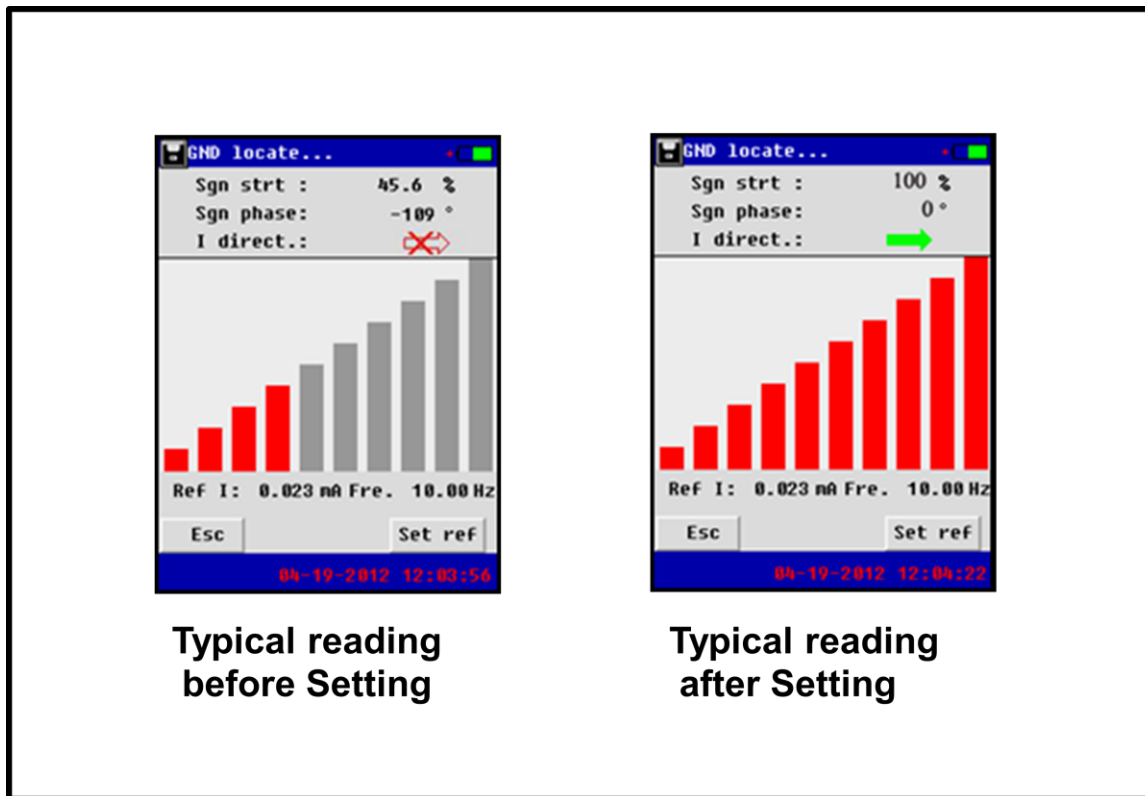 GND locate...
Sgn strt : 45.6 %
Sgn phase: -109 °
I direct.:
Ref I: 0.023 mA Fre. 10.00 Hz
Esc Set ref
04-19-2012 12:03:56
Typical reading
before Setting
GND locate...
Sgn strt : 100 %
Sgn phase: 0 °
I direct.:
Ref I: 0.023 mA Fre. 10.00 Hz
Esc Set ref
04-19-2012 12:04:22
Typical reading
after Setting